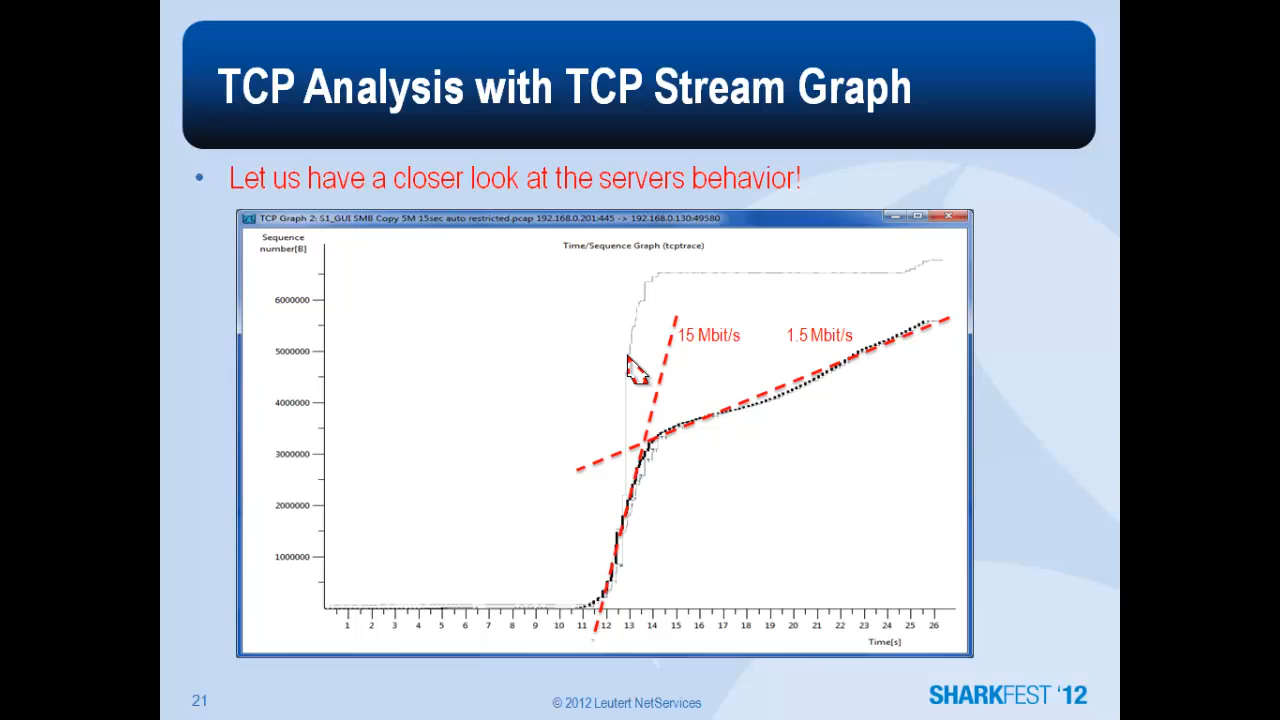 TCP Analysis with TCP Stream Graph
• Let us have a closer look at the servers behavior!
TCP Graph 2: S1_GUI SMB Copy 5M 15sec auto restricted.pcap 192.168.0.201:445 -> 192.168.0.130:49580
Sequence
number[B]
Time/Sequence Graph (tcptrace)
6000000
15 Mbit/s 1.5 Mbit/s
5000000
4000000
3000000
2000000
1000000
1 2 3 4 5 6 7 8 9 10 11 12 13 14 15 16 17 18 19 20 21 22 23 24 25 26
Time[s]
21
© 2012 Leutert NetServices
SHARKFEST ‘12